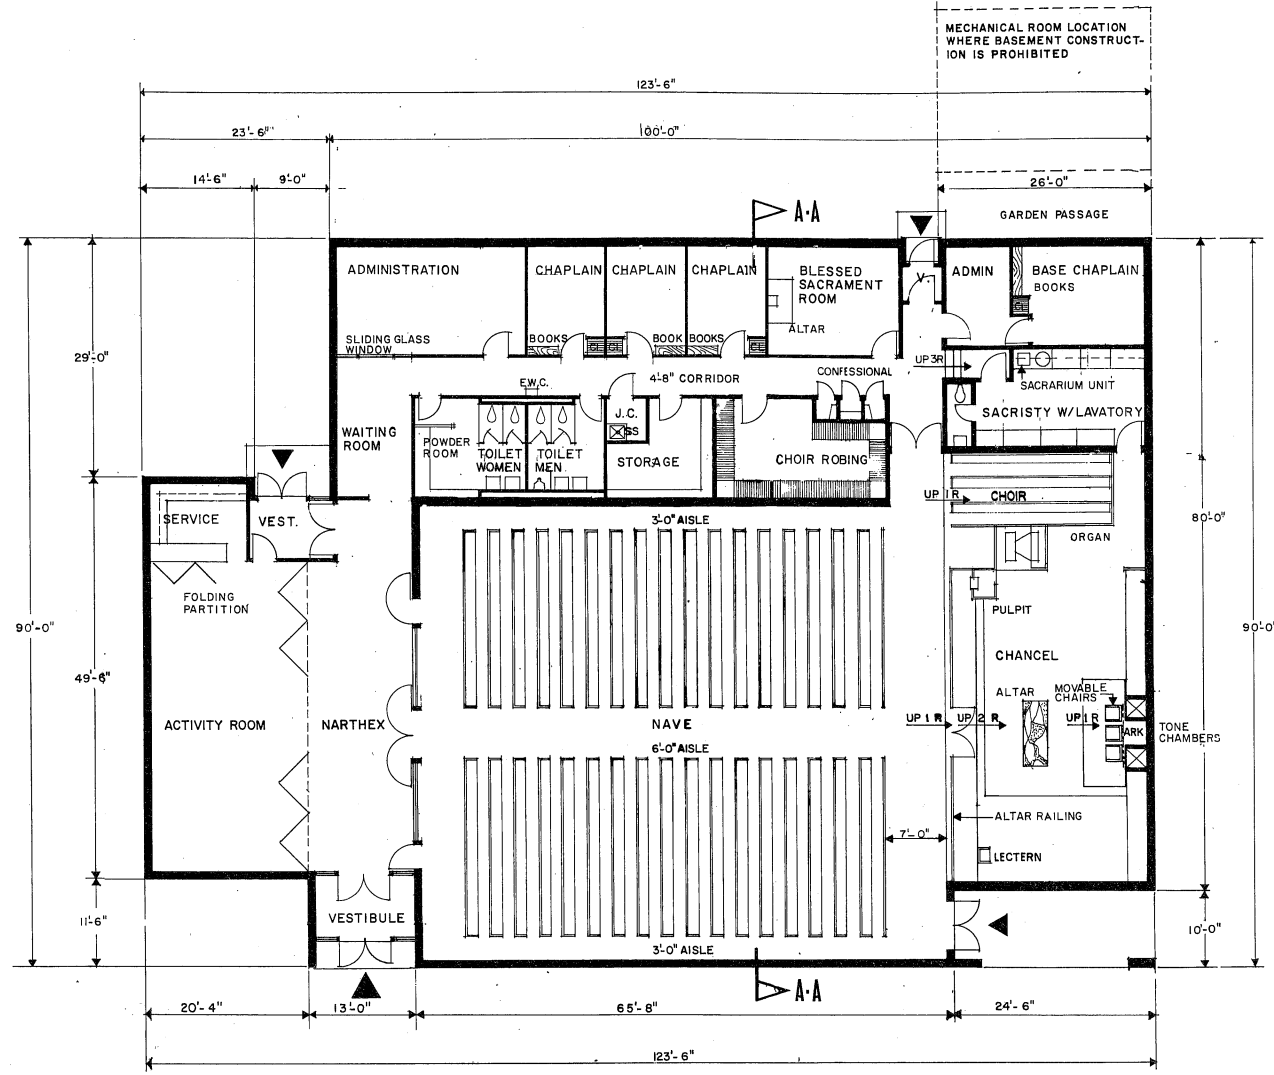 MECHANICAL ROOM LOCATION
WHERE BASEMENT CONSTRUCT-
ION IS PROHIBITED
123'-6"
23'-6"
100'-0"
14'-6"
9'-0"
26'-0"
A-A
GARDEN PASSAGE
ADMINISTRATION
CHAPLAIN
CHAPLAIN
CHAPLAIN
BLESSED
SACRAMENT
ROOM
V.
ADMIN
BASE CHAPLAIN
BOOKS
ALTAR
SLIDING GLASS
WINDOW
BOOKS
BOOK
BOOKS
29'-0"
UP3R
4'-8" CORRIDOR
CONFESSIONAL
E.W.C.
SACRARIUM UNIT
J.C.
SS
SACRISTY W/LAVATORY
WAITING
ROOM
POWDER
ROOM
TOILET
WOMEN
TOILET
MEN
STORAGE
CHOIR ROBING
UP 1R
CHOIR
SERVICE
VEST.
3'-0" AISLE
80'-0"
ORGAN
FOLDING
PARTITION
PULPIT
90'-0"
90'-0"
CHANCEL
49'-6"
ALTAR
MOVABLE
CHAIRS
ACTIVITY ROOM
NARTHEX
NAVE
UP 1 R
UP 2 R
UP 1 R
ARK
TONE
CHAMBERS
6'-0" AISLE
ALTAR RAILING
7'-0"
LECTERN
11'-6"
VESTIBULE
10'-0"
3'-0" AISLE
A-A
20'-4"
13'-0"
65'-8"
24'-6"
123'-6"